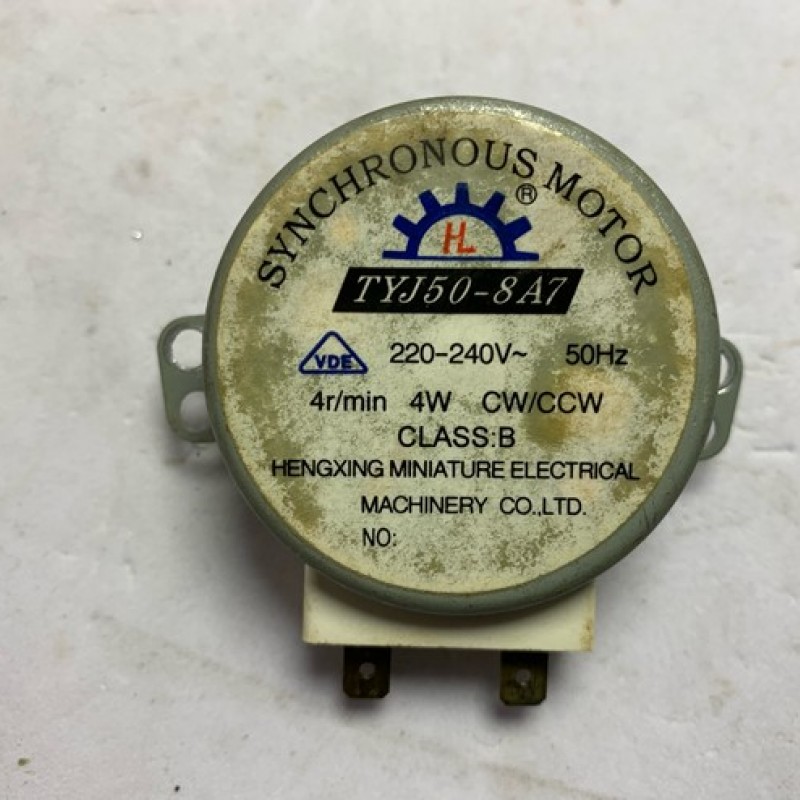 SYNCHRONOUS MOTOR
®
HL
TYJ50-8A7
VDE 220-240V~ 50Hz
4r/min 4W CW/CCW
CLASS:B
HENGXING MINIATURE ELECTRICAL
MACHINERY CO.,LTD.
NO: